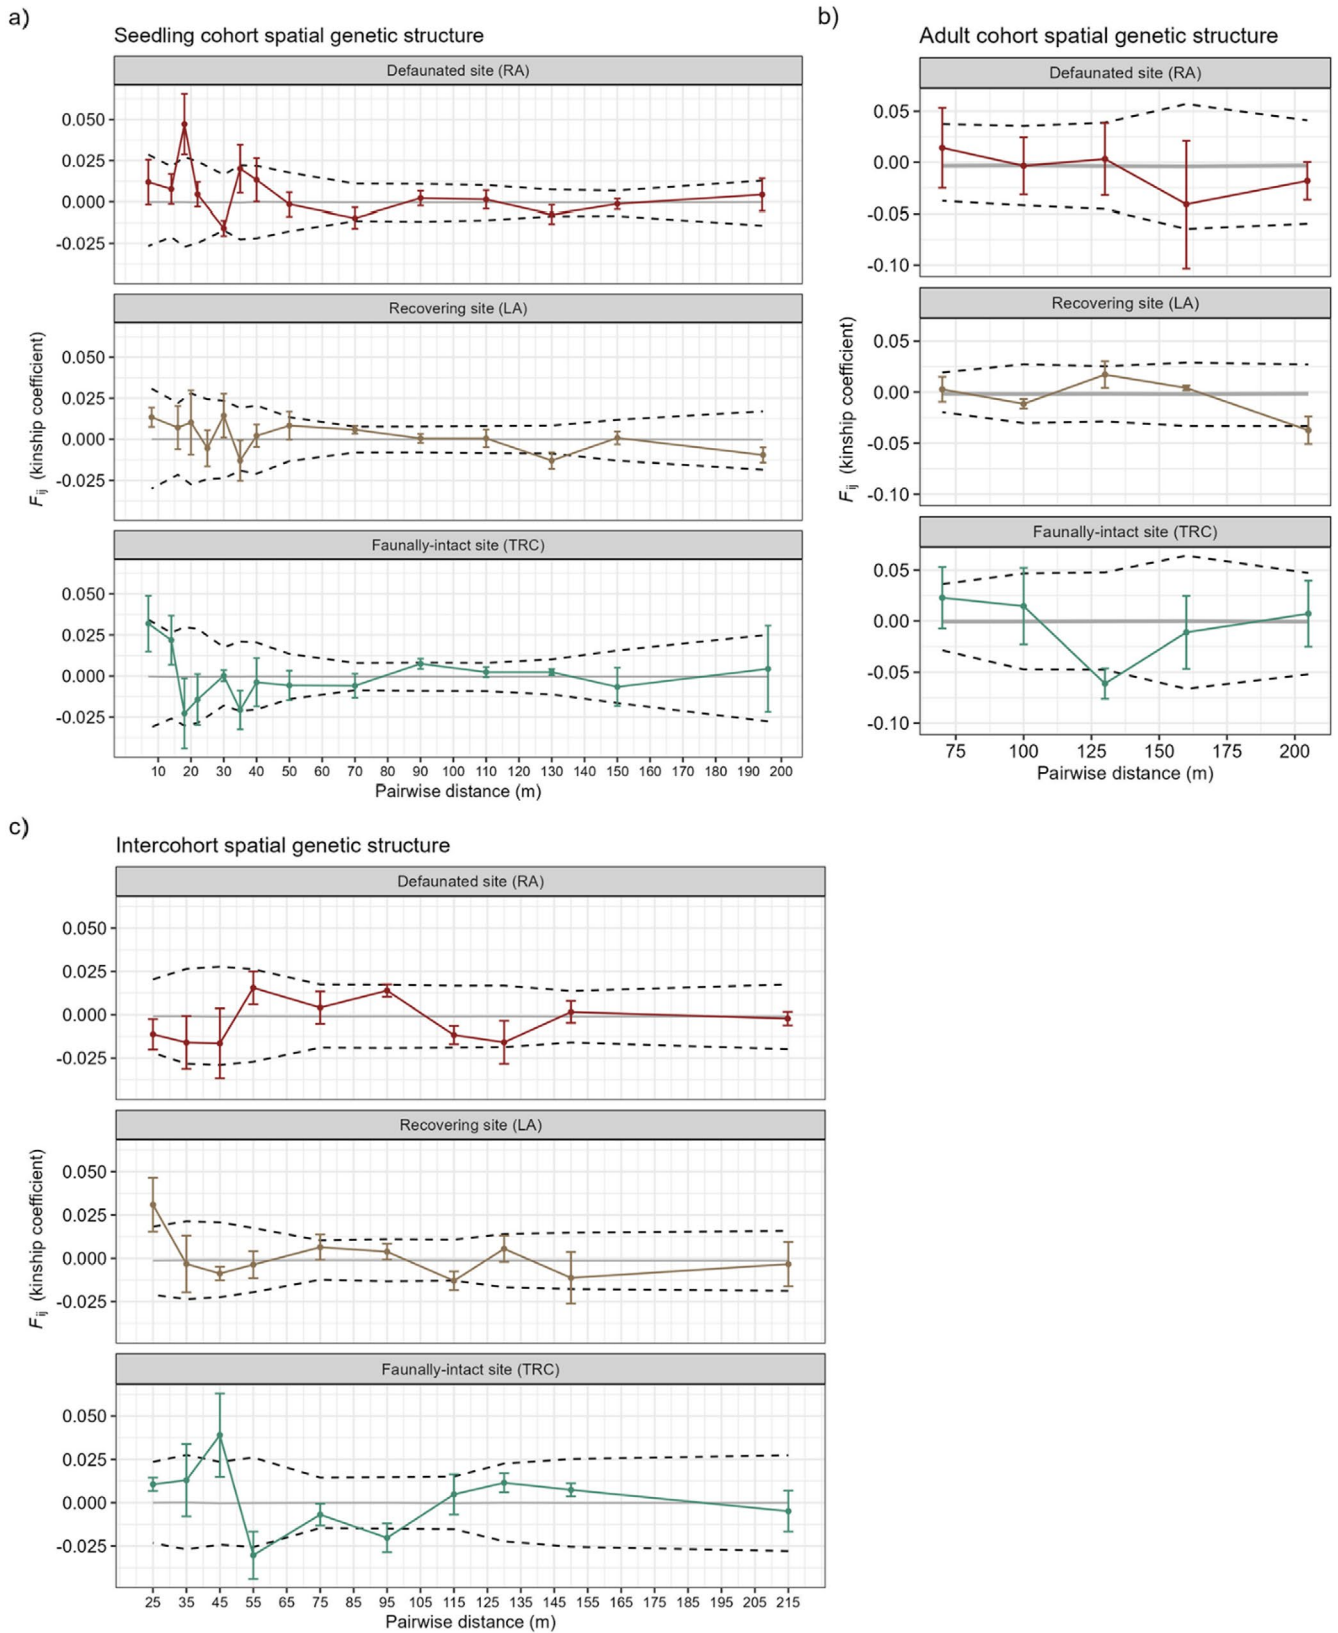 a)
Seedling cohort spatial genetic structure
Defaunated site (RA)
0.050
0.025
0.000
-0.025
Recovering site (LA)
0.050
0.025
0.000
-0.025
Faunally-intact site (TRC)
0.050
0.025
0.000
-0.025
Fij (kinship coefficient)
10 20 30 40 50 60 70 80 90 100 110 120 130 140 150 160 170 180 190 200
Pairwise distance (m)
b)
Adult cohort spatial genetic structure
Defaunated site (RA)
0.05
0.00
-0.05
-0.10
Recovering site (LA)
0.05
0.00
-0.05
-0.10
Faunally-intact site (TRC)
0.05
0.00
-0.05
-0.10
Fij (kinship coefficient)
75 100 125 150 175 200
Pairwise distance (m)
c)
Intercohort spatial genetic structure
Defaunated site (RA)
0.050
0.025
0.000
-0.025
Recovering site (LA)
0.050
0.025
0.000
-0.025
Faunally-intact site (TRC)
0.050
0.025
0.000
-0.025
Fij (kinship coefficient)
25 35 45 55 65 75 85 95 105 115 125 135 145 155 165 175 185 195 205 215
Pairwise distance (m)